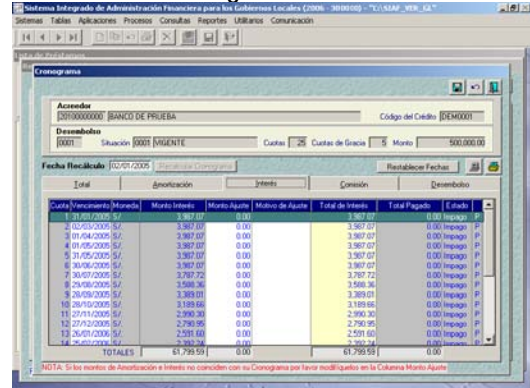 Sistema Integrado de Administración Financiera para los Gobiernos Locales (2006 - 300000) - "C:\SIAF_VER_GL"
Sistemas Tablas Aplicaciones Procesos Consultas Reportes Utilitarios Comunicación
Cronograma
Acreedor
20100000000 BANCO DE PRUEBA Código del Crédito DEM0001
Desembolso
0001 Situación 0001 VIGENTE Cuotas 25 Cuotas de Gracia 5 Monto 500,000.00
Fecha Recálculo 02/01/2005 Recalcular Cronograma Restablecer Fechas
Total Amortización Interés Comisión Desembolso
Cuota Vencimiento Moneda Monto Interés Monto Ajuste Motivo de Ajuste Total de Interés Total Pagado Estado
1 31/01/2005 S/. 3,987.07 0.00 3,987.07 0.00 Impago P
2 02/03/2005 S/. 3,987.07 0.00 3,987.07 0.00 Impago P
3 01/04/2005 S/. 3,987.07 0.00 3,987.07 0.00 Impago P
4 01/05/2005 S/. 3,987.07 0.00 3,987.07 0.00 Impago P
5 31/05/2005 S/. 3,987.07 0.00 3,987.07 0.00 Impago P
6 30/06/2005 S/. 3,987.07 0.00 3,987.07 0.00 Impago P
7 30/07/2005 S/. 3,787.72 0.00 3,787.72 0.00 Impago P
8 29/08/2005 S/. 3,588.36 0.00 3,588.36 0.00 Impago P
9 28/09/2005 S/. 3,389.01 0.00 3,389.01 0.00 Impago P
10 28/10/2005 S/. 3,189.66 0.00 3,189.66 0.00 Impago P
11 27/11/2005 S/. 2,990.30 0.00 2,990.30 0.00 Impago P
12 27/12/2005 S/. 2,790.95 0.00 2,790.95 0.00 Impago P
13 26/01/2006 S/. 2,591.60 0.00 2,591.60 0.00 Impago P
14 25/02/2006 S/. 2,392.24 0.00 2,392.24 0.00 Impago P
TOTALES 61,799.59 0.00 61,799.59 0.00
NOTA: Si los montos de Amortización e Interés no coinciden con su Cronograma por favor modifíquelos en la Columna Monto Ajuste